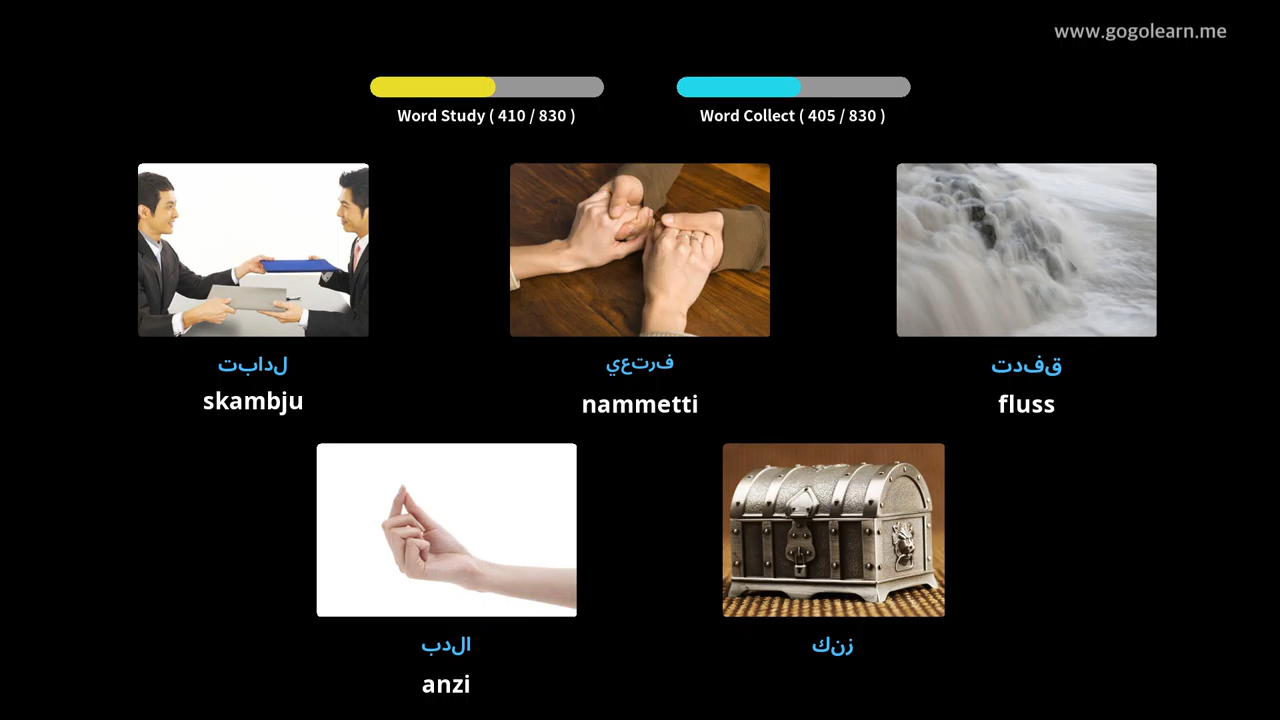 www.gogolearn.me
Word Study ( 410 / 830 )
Word Collect ( 405 / 830 )
لدابت
skambju
فرتعي
nammetti
قفدت
fluss
الدب
anzi
زنك